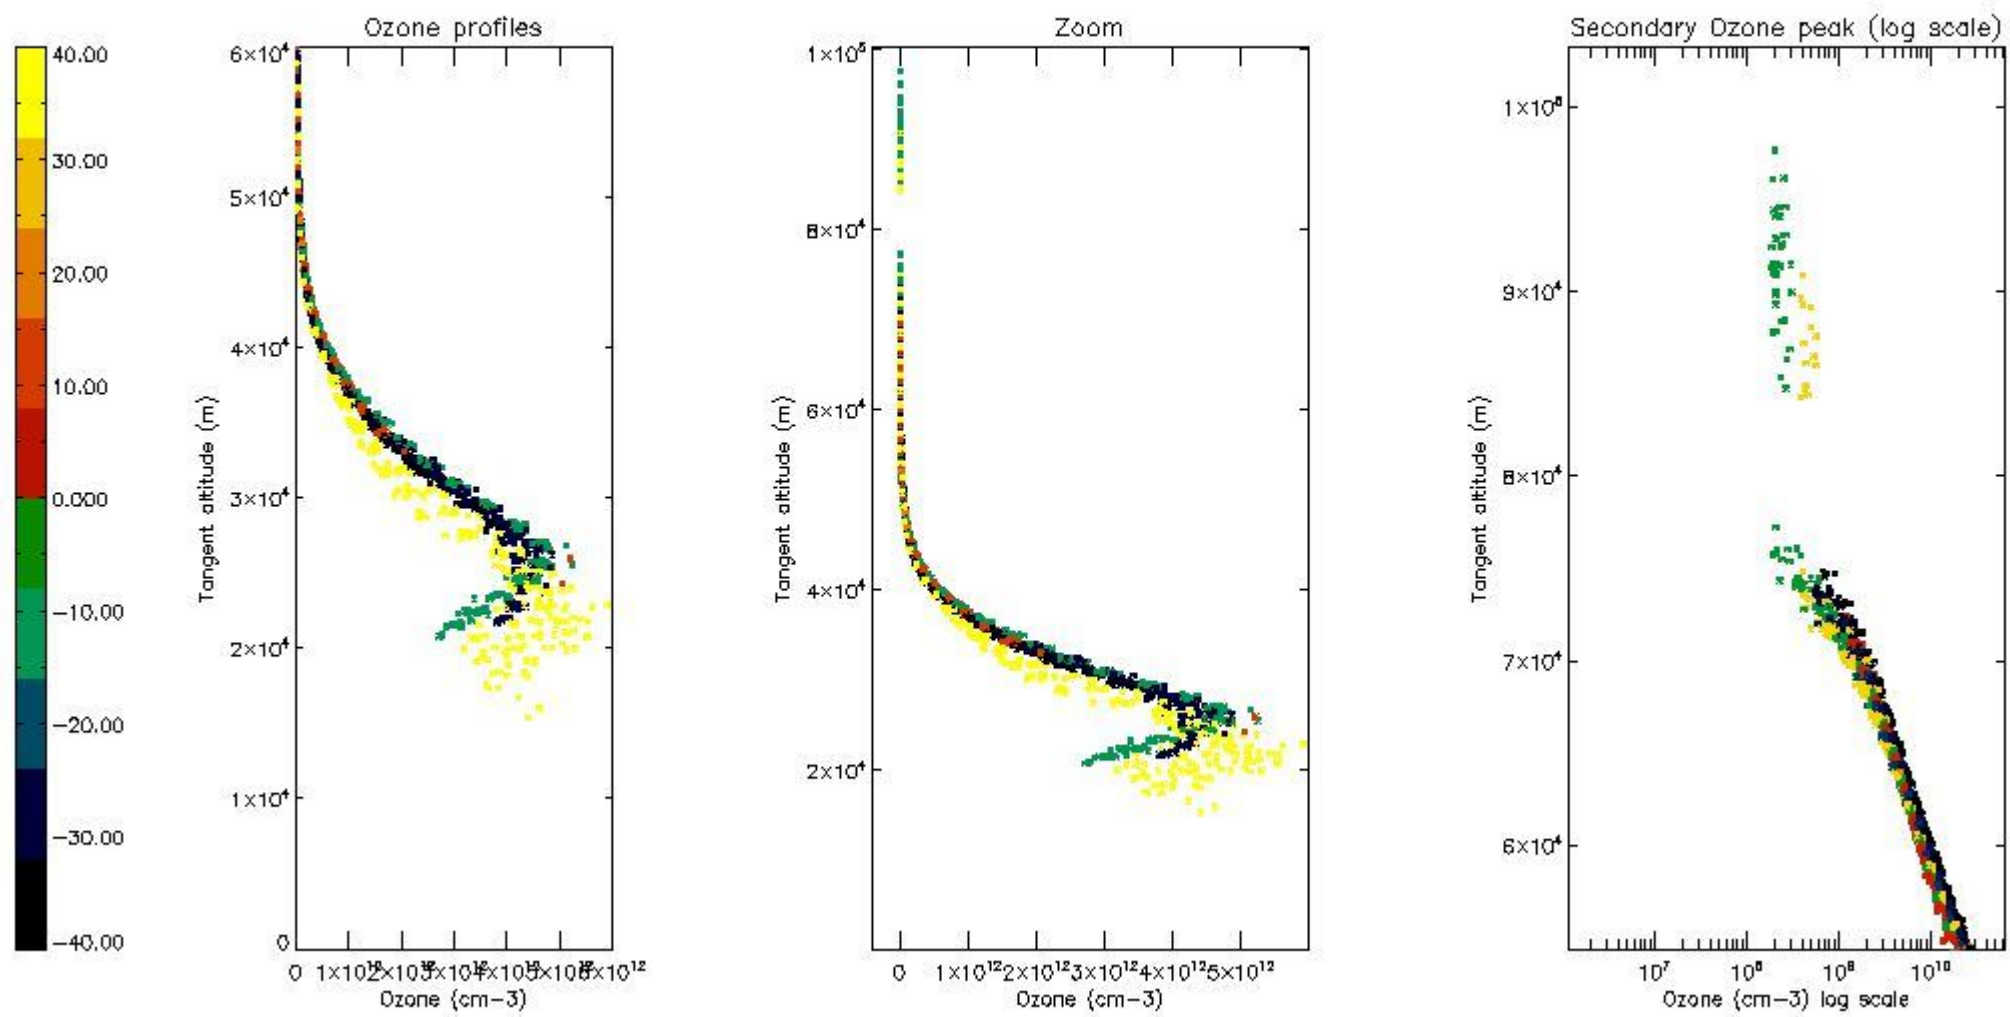 Ozone profiles
Zoom
Secondary Ozone peak (log scale)
40.00
30.00
20.00
10.00
0.000
-10.00
-20.00
-30.00
-40.00
Tangent altitude (m)
6×10⁴
5×10⁴
4×10⁴
3×10⁴
2×10⁴
1×10⁴
0
0
Ozone (cm-3)
Tangent altitude (m)
1×10⁵
8×10⁴
6×10⁴
4×10⁴
2×10⁴
0 1×10¹² 2×10¹² 3×10¹² 4×10¹² 5×10¹²
Ozone (cm-3)
Tangent altitude (m)
9×10⁴
8×10⁴
7×10⁴
6×10⁴
10⁷ 10⁸ 10⁹ 10¹⁰
Ozone (cm-3) log scale